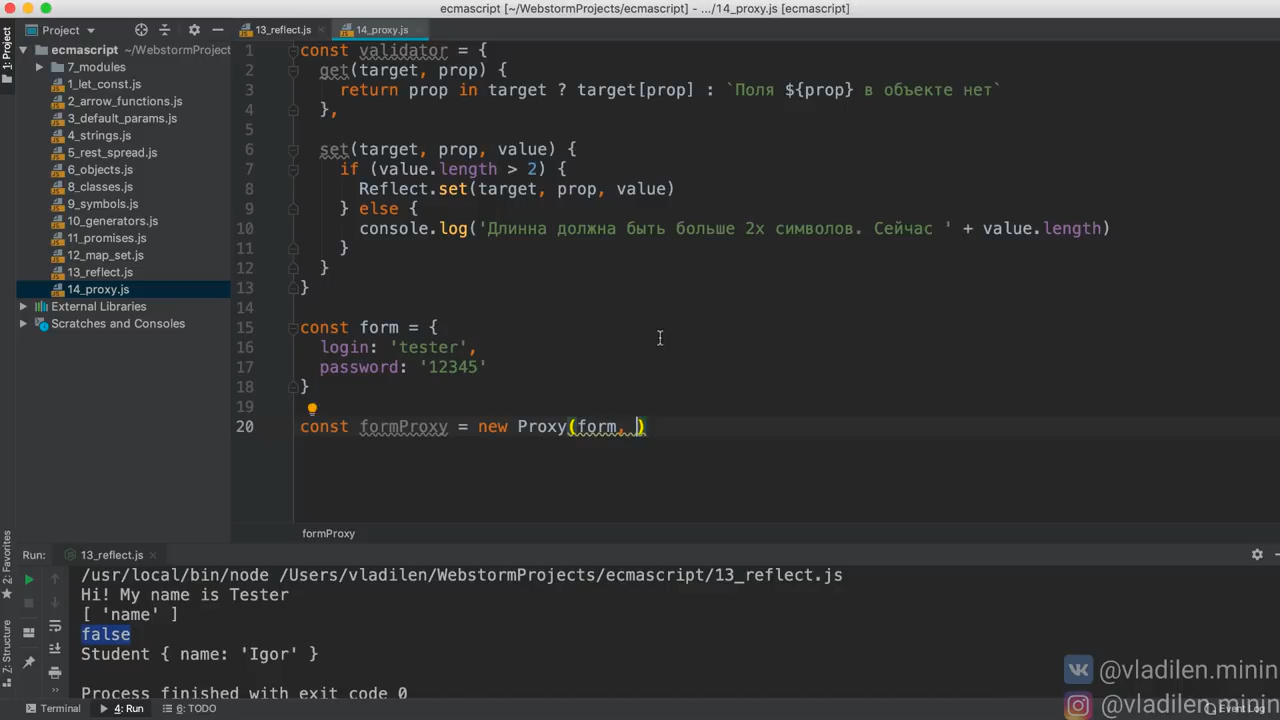 ecmascript [~/WebstormProjects/ecmascript] - .../14_proxy.js [ecmascript]
Project
13_reflect.js
14_proxy.js
1: Project
ecmascript ~/WebstormProject
7_modules
1_let_const.js
2_arrow_functions.js
3_default_params.js
4_strings.js
5_rest_spread.js
6_objects.js
8_classes.js
9_symbols.js
10_generators.js
11_promises.js
12_map_set.js
13_reflect.js
14_proxy.js
External Libraries
Scratches and Consoles
1 const validator = {
2 get(target, prop) {
3 return prop in target ? target[prop] : `Поля ${prop} в объекте нет`
4 },
5
6 set(target, prop, value) {
7 if (value.length > 2) {
8 Reflect.set(target, prop, value)
9 } else {
10 console.log('Длинна должна быть больше 2х символов. Сейчас ' + value.length)
11 }
12 }
13 }
14
15 const form = {
16 login: 'tester',
17 password: '12345'
18 }
19
20 const formProxy = new Proxy(form, )
formProxy
2: Favorites
Z: Structure
Run: 13_reflect.js
/usr/local/bin/node /Users/vladilen/WebstormProjects/ecmascript/13_reflect.js
Hi! My name is Tester
[ 'name' ]
false
Student { name: 'Igor' }
Process finished with exit code 0
@vladilen.minin
@vladilen.minin
Terminal
4: Run
6: TODO
Event Log